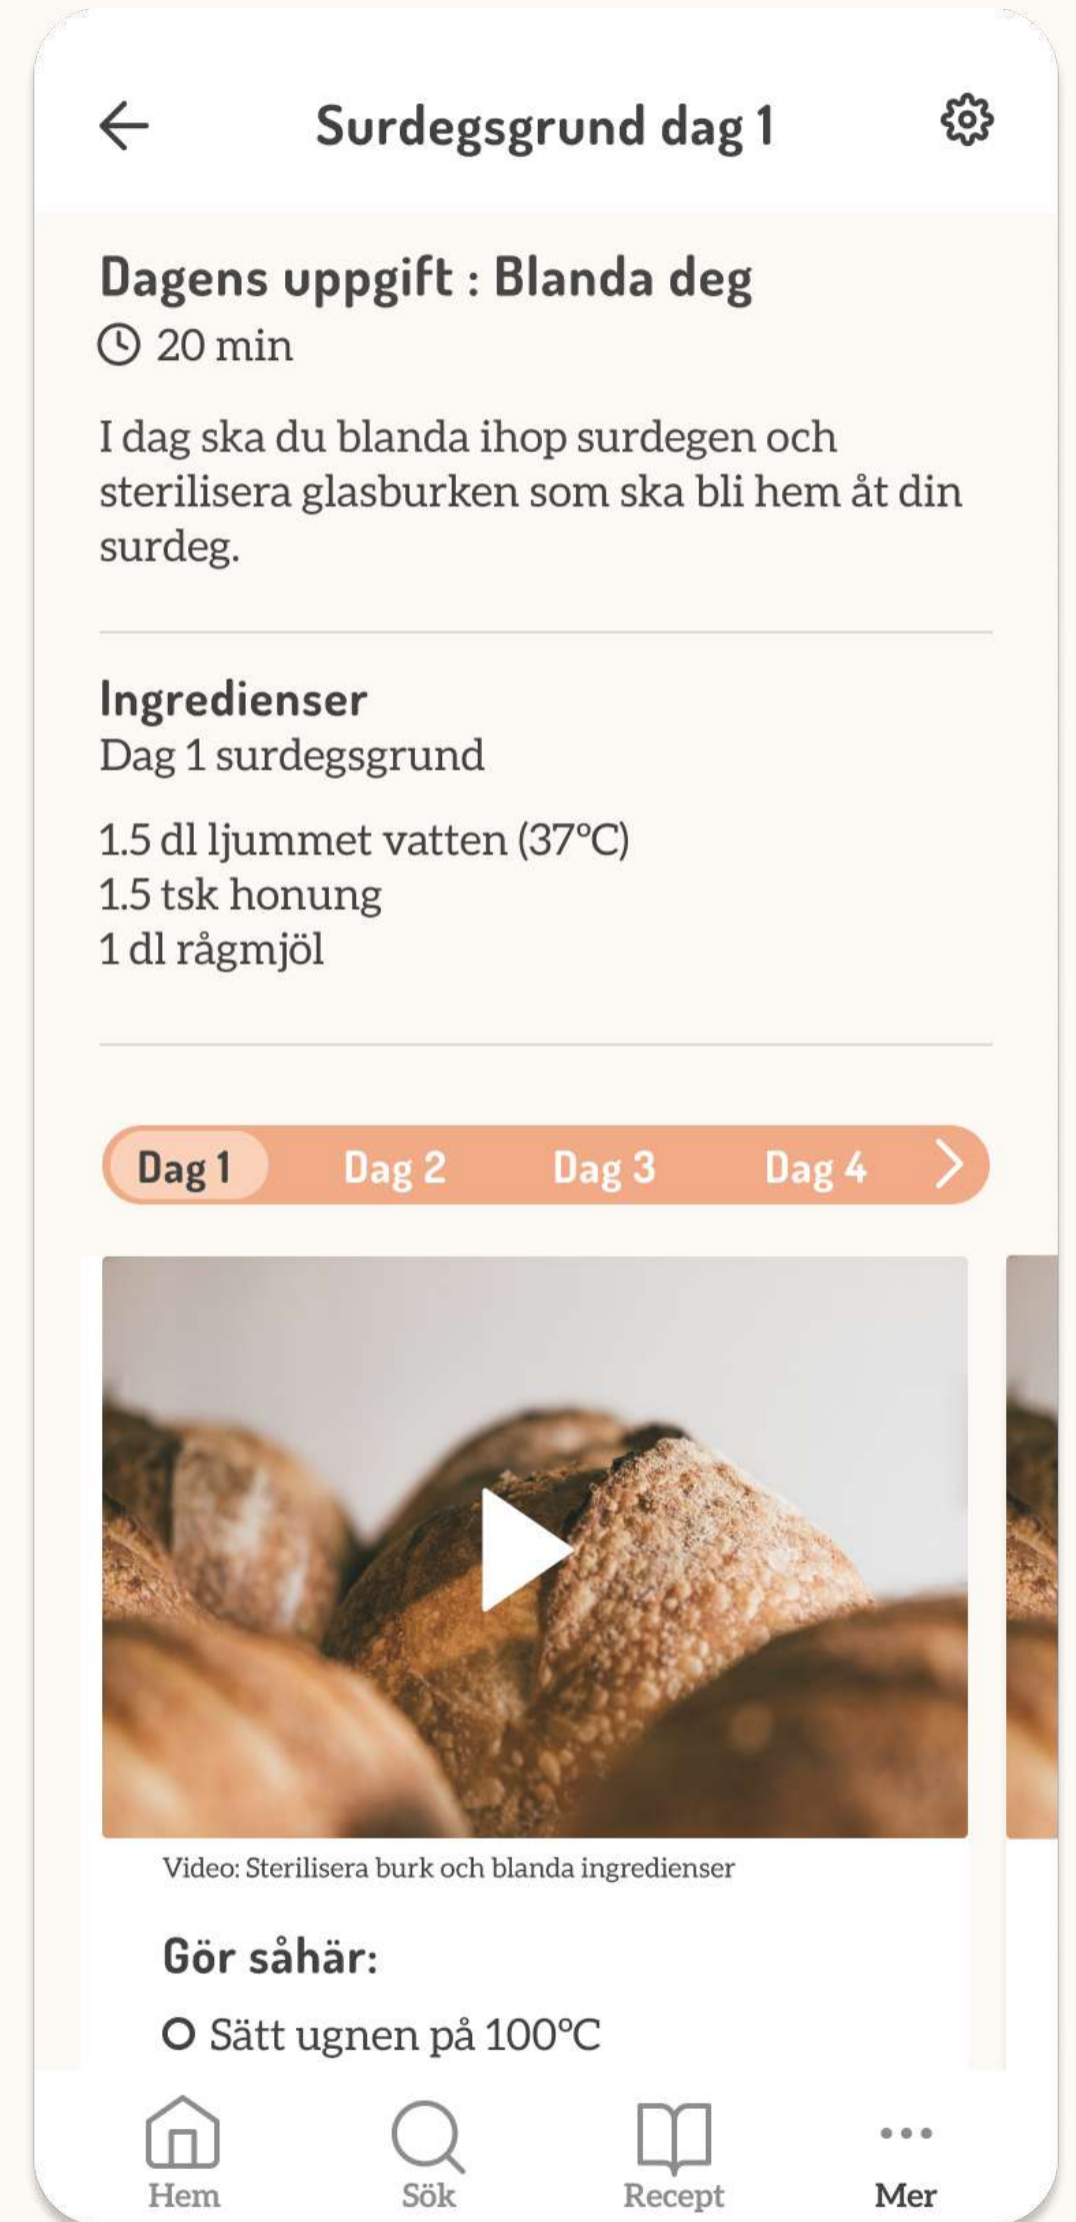 Surdegsgrund dag 1
Dagens uppgift : Blanda deg
20 min
I dag ska du blanda ihop surdegen och
sterilisera glasburken som ska bli hem åt din
surdeg.
Ingredienser
Dag 1 surdegsgrund
1.5 dl ljummet vatten (37°C)
1.5 tsk honung
1 dl rågmjöl
Dag 1 Dag 2 Dag 3 Dag 4
Video: Sterilisera burk och blanda ingredienser
Gör såhär:
Sätt ugnen på 100°C
Hem Sök Recept Mer